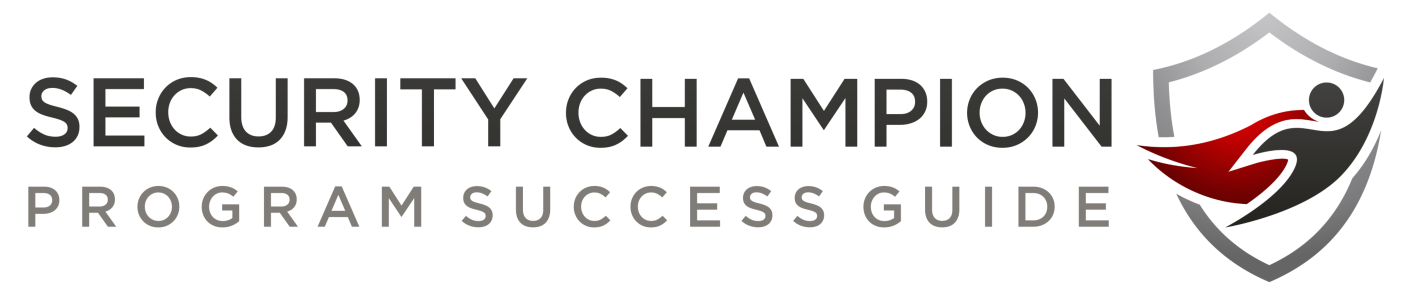 SECURITY CHAMPION
PROGRAM SUCCESS GUIDE